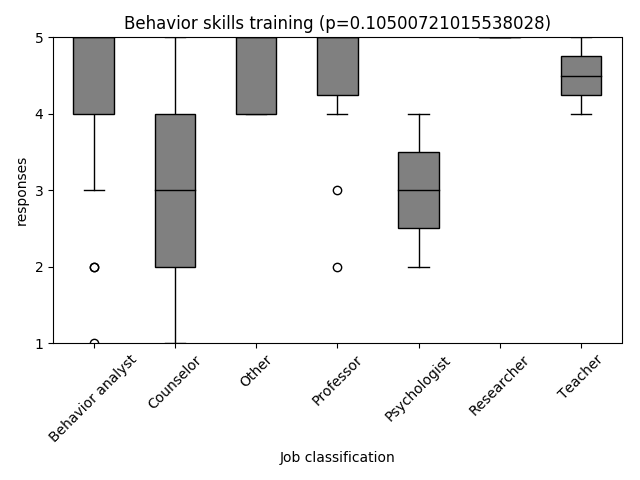 Behavior skills training (p=0.10500721015538028)
5
4
3
2
1
responses
Behavior analyst
Counselor
Other
Professor
Psychologist
Researcher
Teacher
Job classification